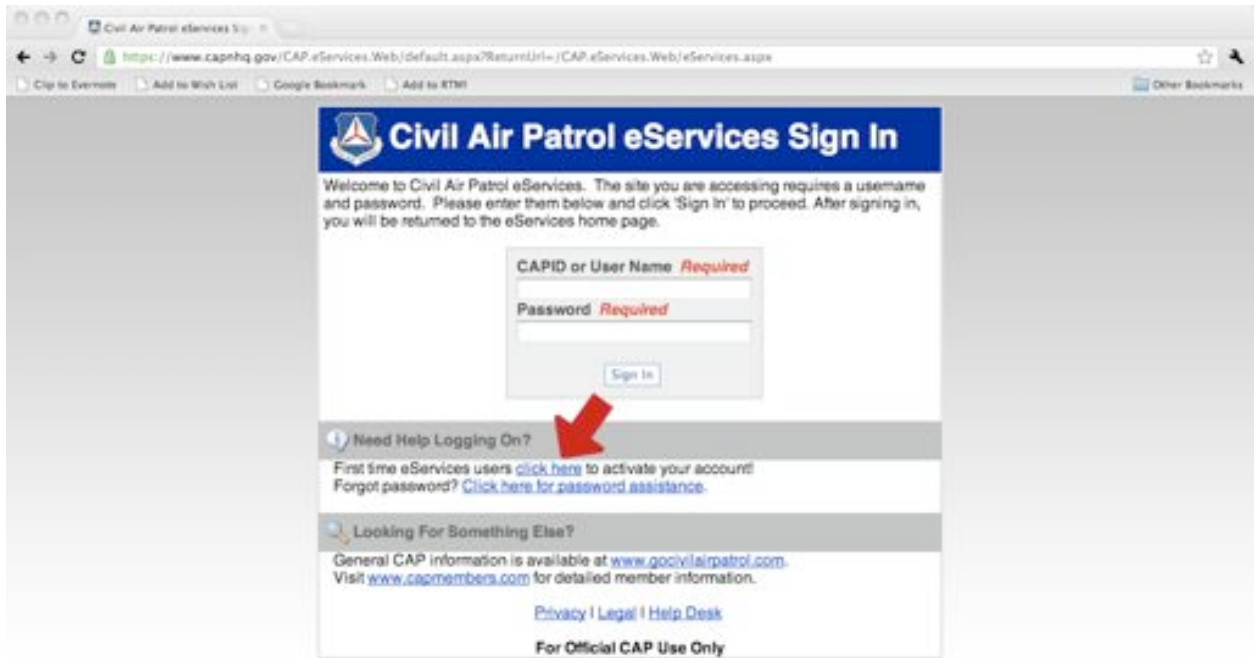 Civil Air Patrol eServices Sig
https://www.capnhq.gov/CAP.eServices.Web/default.aspx?ReturnUrl=/CAP.eServices.Web/eServices.aspx
Clip to Evernote Add to Wish List Google Bookmark Add to RTM! Other Bookmarks
Civil Air Patrol eServices Sign In
Welcome to Civil Air Patrol eServices. The site you are accessing requires a username
and password. Please enter them below and click 'Sign In' to proceed. After signing in,
you will be returned to the eServices home page.
CAPID or User Name Required
Password Required
Sign In
Need Help Logging On?
First time eServices users click here to activate your account!
Forgot password? Click here for password assistance.
Looking For Something Else?
General CAP information is available at www.gocivilairpatrol.com.
Visit www.capmembers.com for detailed member information.
Privacy | Legal | Help Desk
For Official CAP Use Only